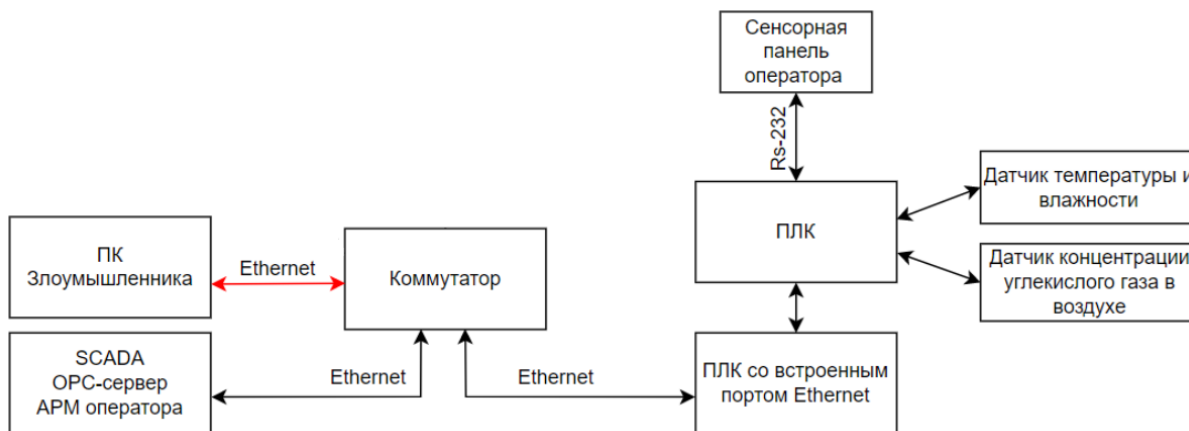 Сенсорная
панель
оператора
Rs-232
Датчик температуры и
влажности
ПЛК
ПК
Злоумышленника
Ethernet
Коммутатор
Датчик концентрации
углекислого газа в
воздухе
SCADA
OPC-сервер
АРМ оператора
Ethernet
Ethernet
ПЛК со встроенным
портом Ethernet